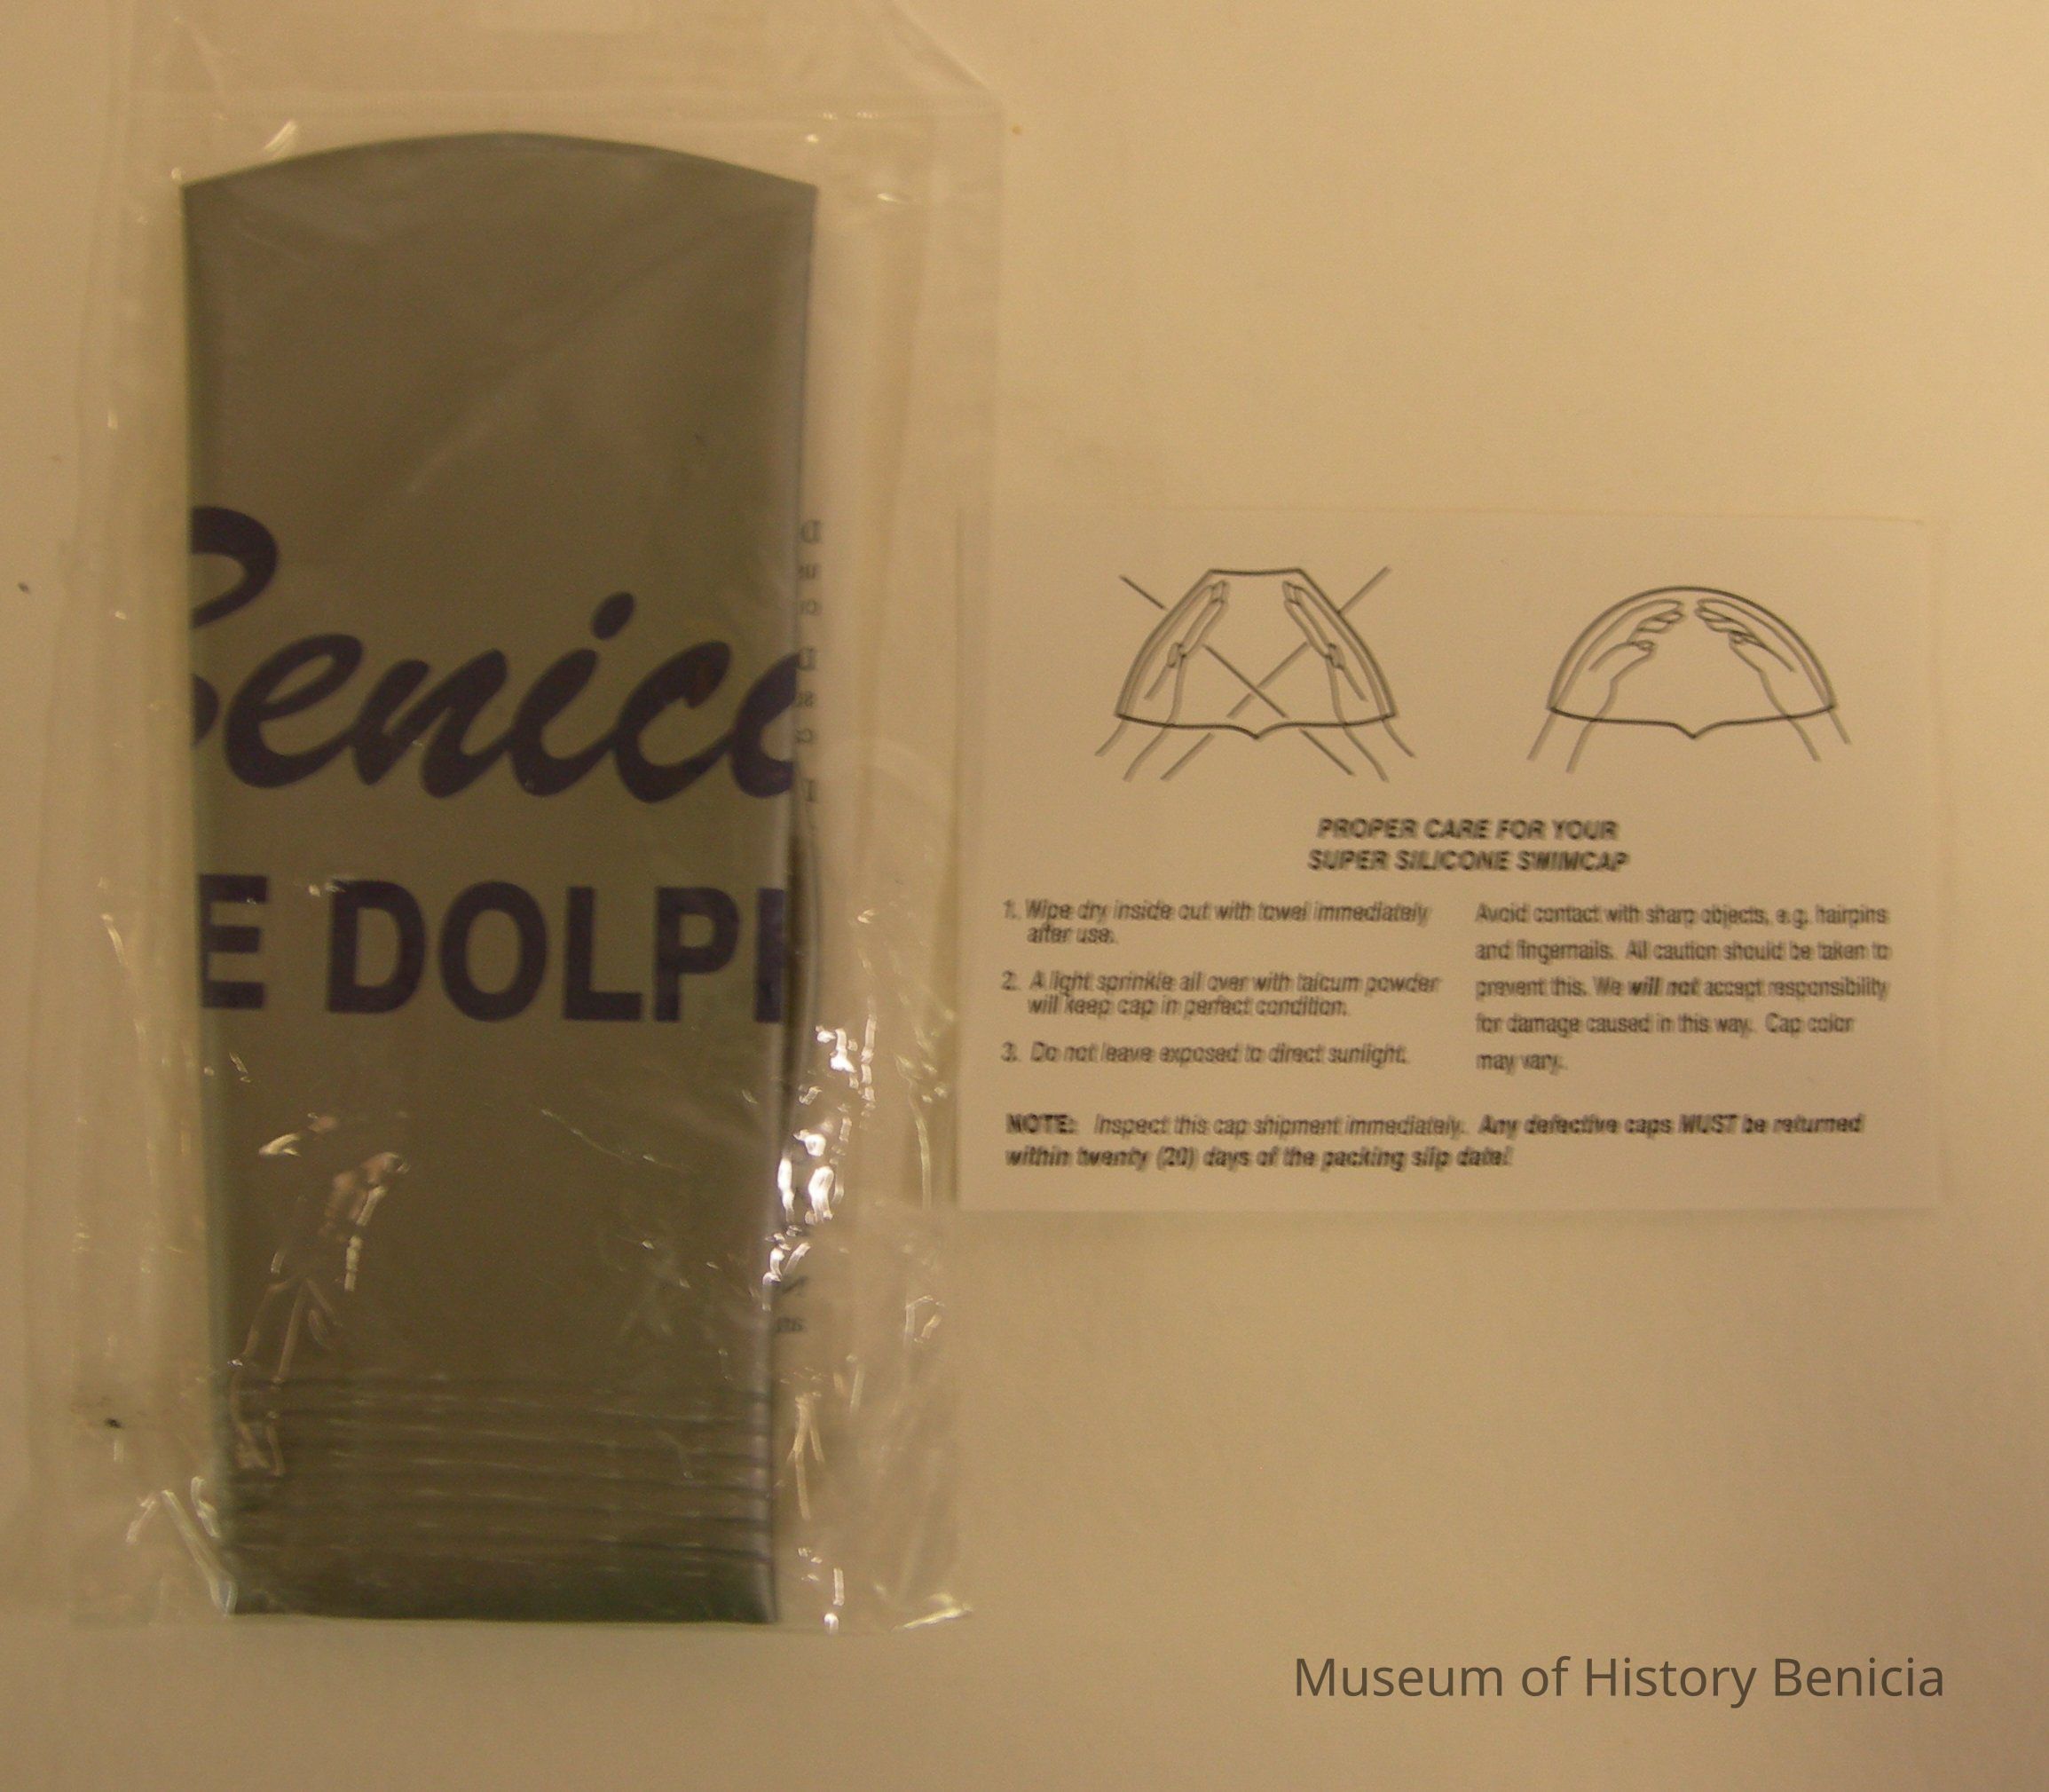 Benica
E DOLPI
PROPER CARE FOR YOUR
SUPER SILICONE SWIMCAP
1. Wipe dry inside out with towel immediately
after use.
2. A light sprinkle all over with talcum powder
will keep cap in perfect condition.
3. Do not leave exposed to direct sunlight.
Avoid contact with sharp objects, e.g. hairpins
and fingernails. All caution should be taken to
prevent this. We will not accept responsibility
for damage caused in this way. Cap color
may vary.
NOTE: Inspect this cap shipment immediately. Any defective caps MUST be returned
within twenty (20) days of the packing slip date!
Museum of History Benicia